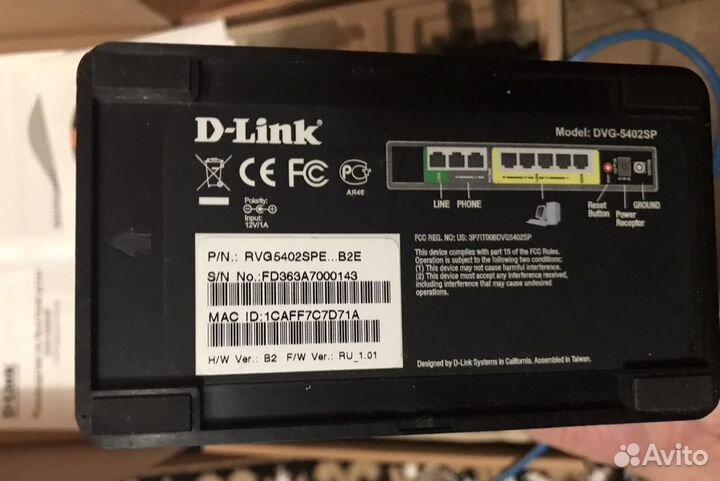 D-Link
Model: DVG-5402SP
CE FC
АЯ46
LINE PHONE
Reset Button
Power Receptor
GROUND
Polarity:
Input:
12V/1A
P/N.: RVG5402SPE...B2E
S/N No.:FD363A7000143
MAC ID:1CAFF7C7D71A
H/W Ver.: B2 F/W Ver.: RU_1.01
FCC REG. NO: US: 3P7IT00BDVG5402SP
This device complies with part 15 of the FCC Rules.
Operation is subject to the following two conditions:
(1) This device may not cause harmful interference.
(2) This device must accept any interference received,
including interference that may cause undesired
operations.
Designed by D-Link Systems in California. Assembled in Taiwan.
D-Link
Avito